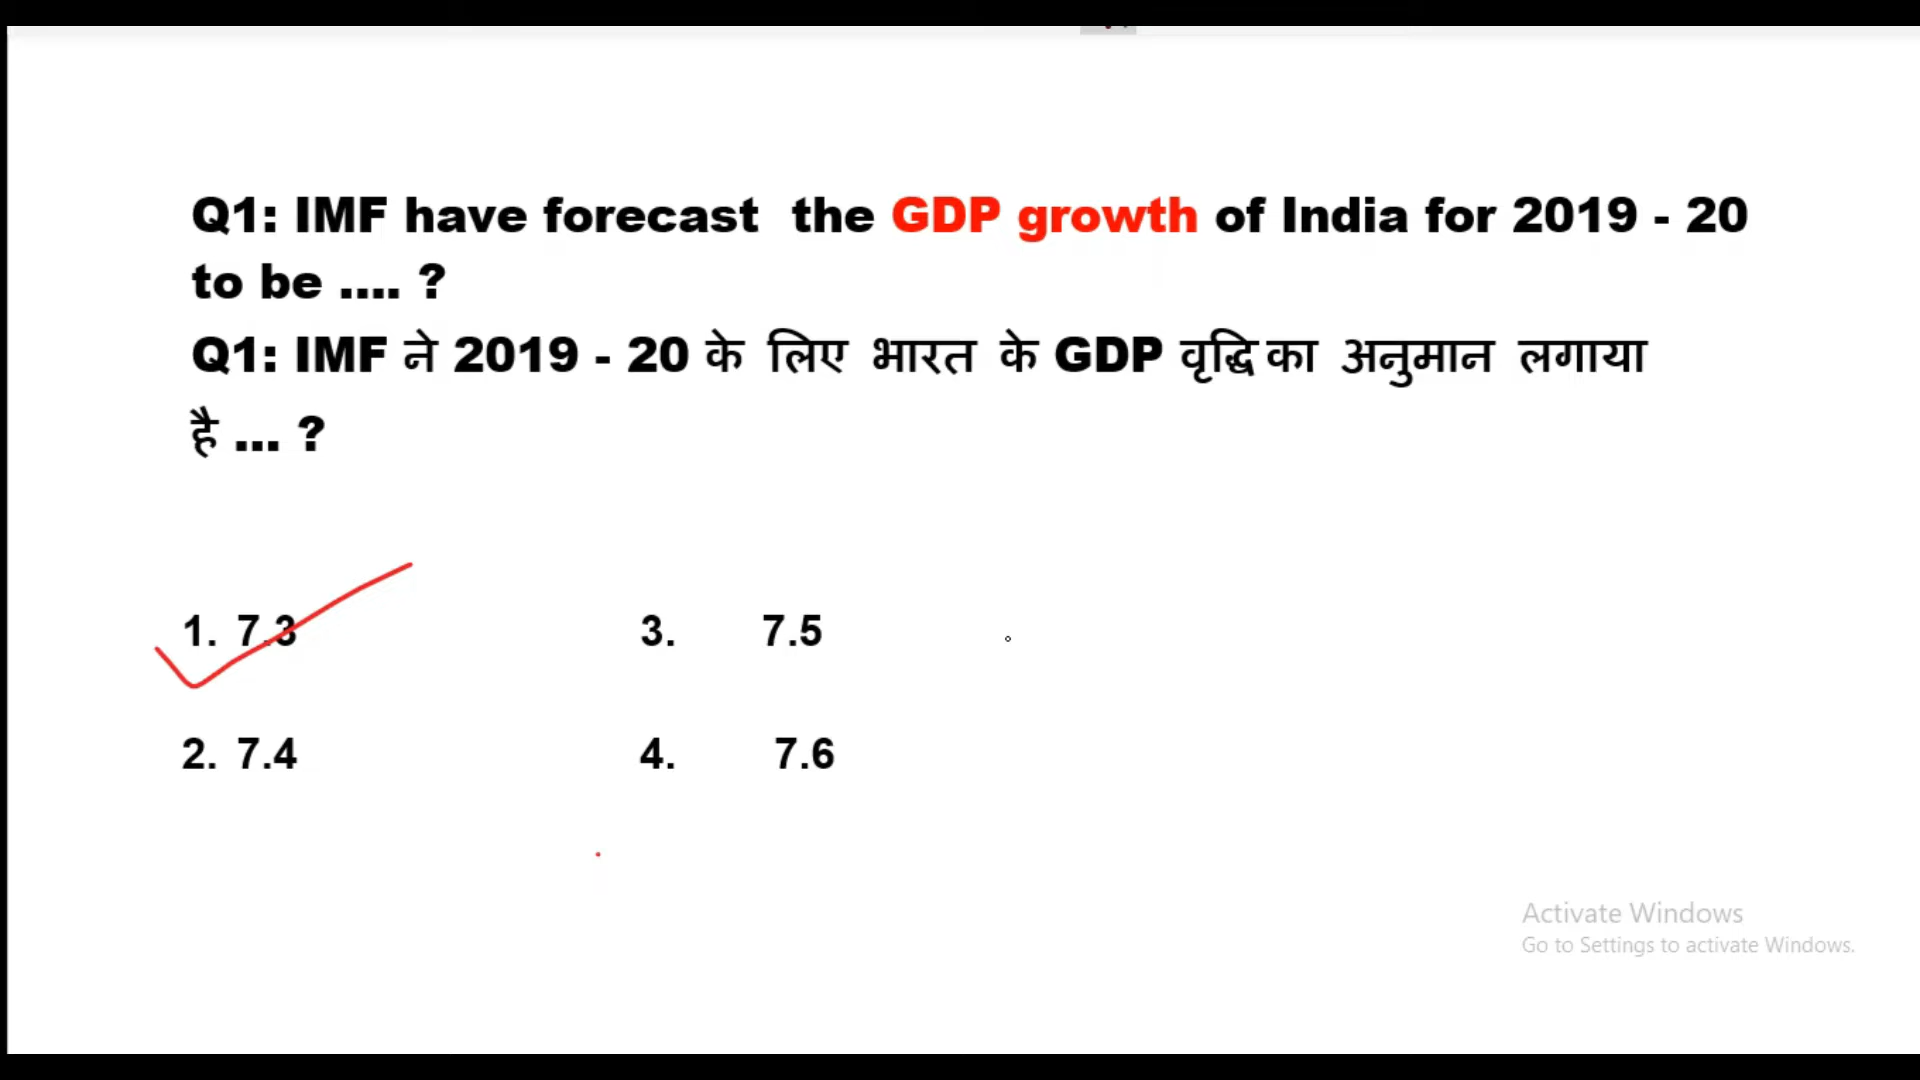 Q1: IMF have forecast the GDP growth of India for 2019 - 20
to be .... ?
Q1: IMF ने 2019 - 20 के लिए भारत के GDP वृद्धि का अनुमान लगाया
है ... ?
1. 7.3 3. 7.5
2. 7.4 4. 7.6
Activate Windows
Go to Settings to activate Windows.